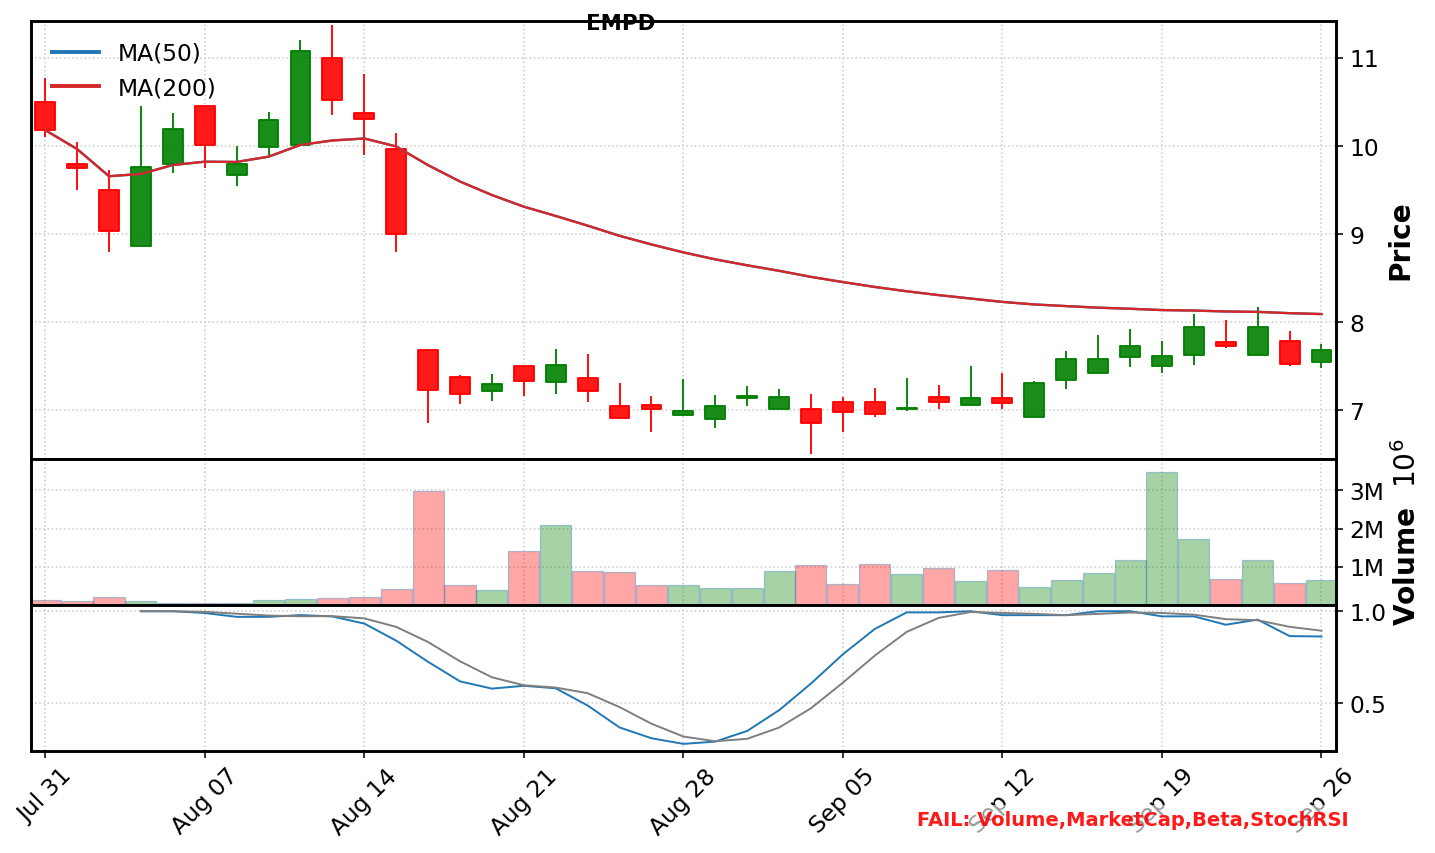 EMPD
MA(50)
MA(200)
11
10
9
8
7
Price
10⁶
3M
2M
1M
Volume
1.0
0.5
Jul 31
Aug 07
Aug 14
Aug 21
Aug 28
Sep 05
Sep 12
Sep 19
Sep 26
FAIL: Volume,MarketCap,Beta,StochRSI